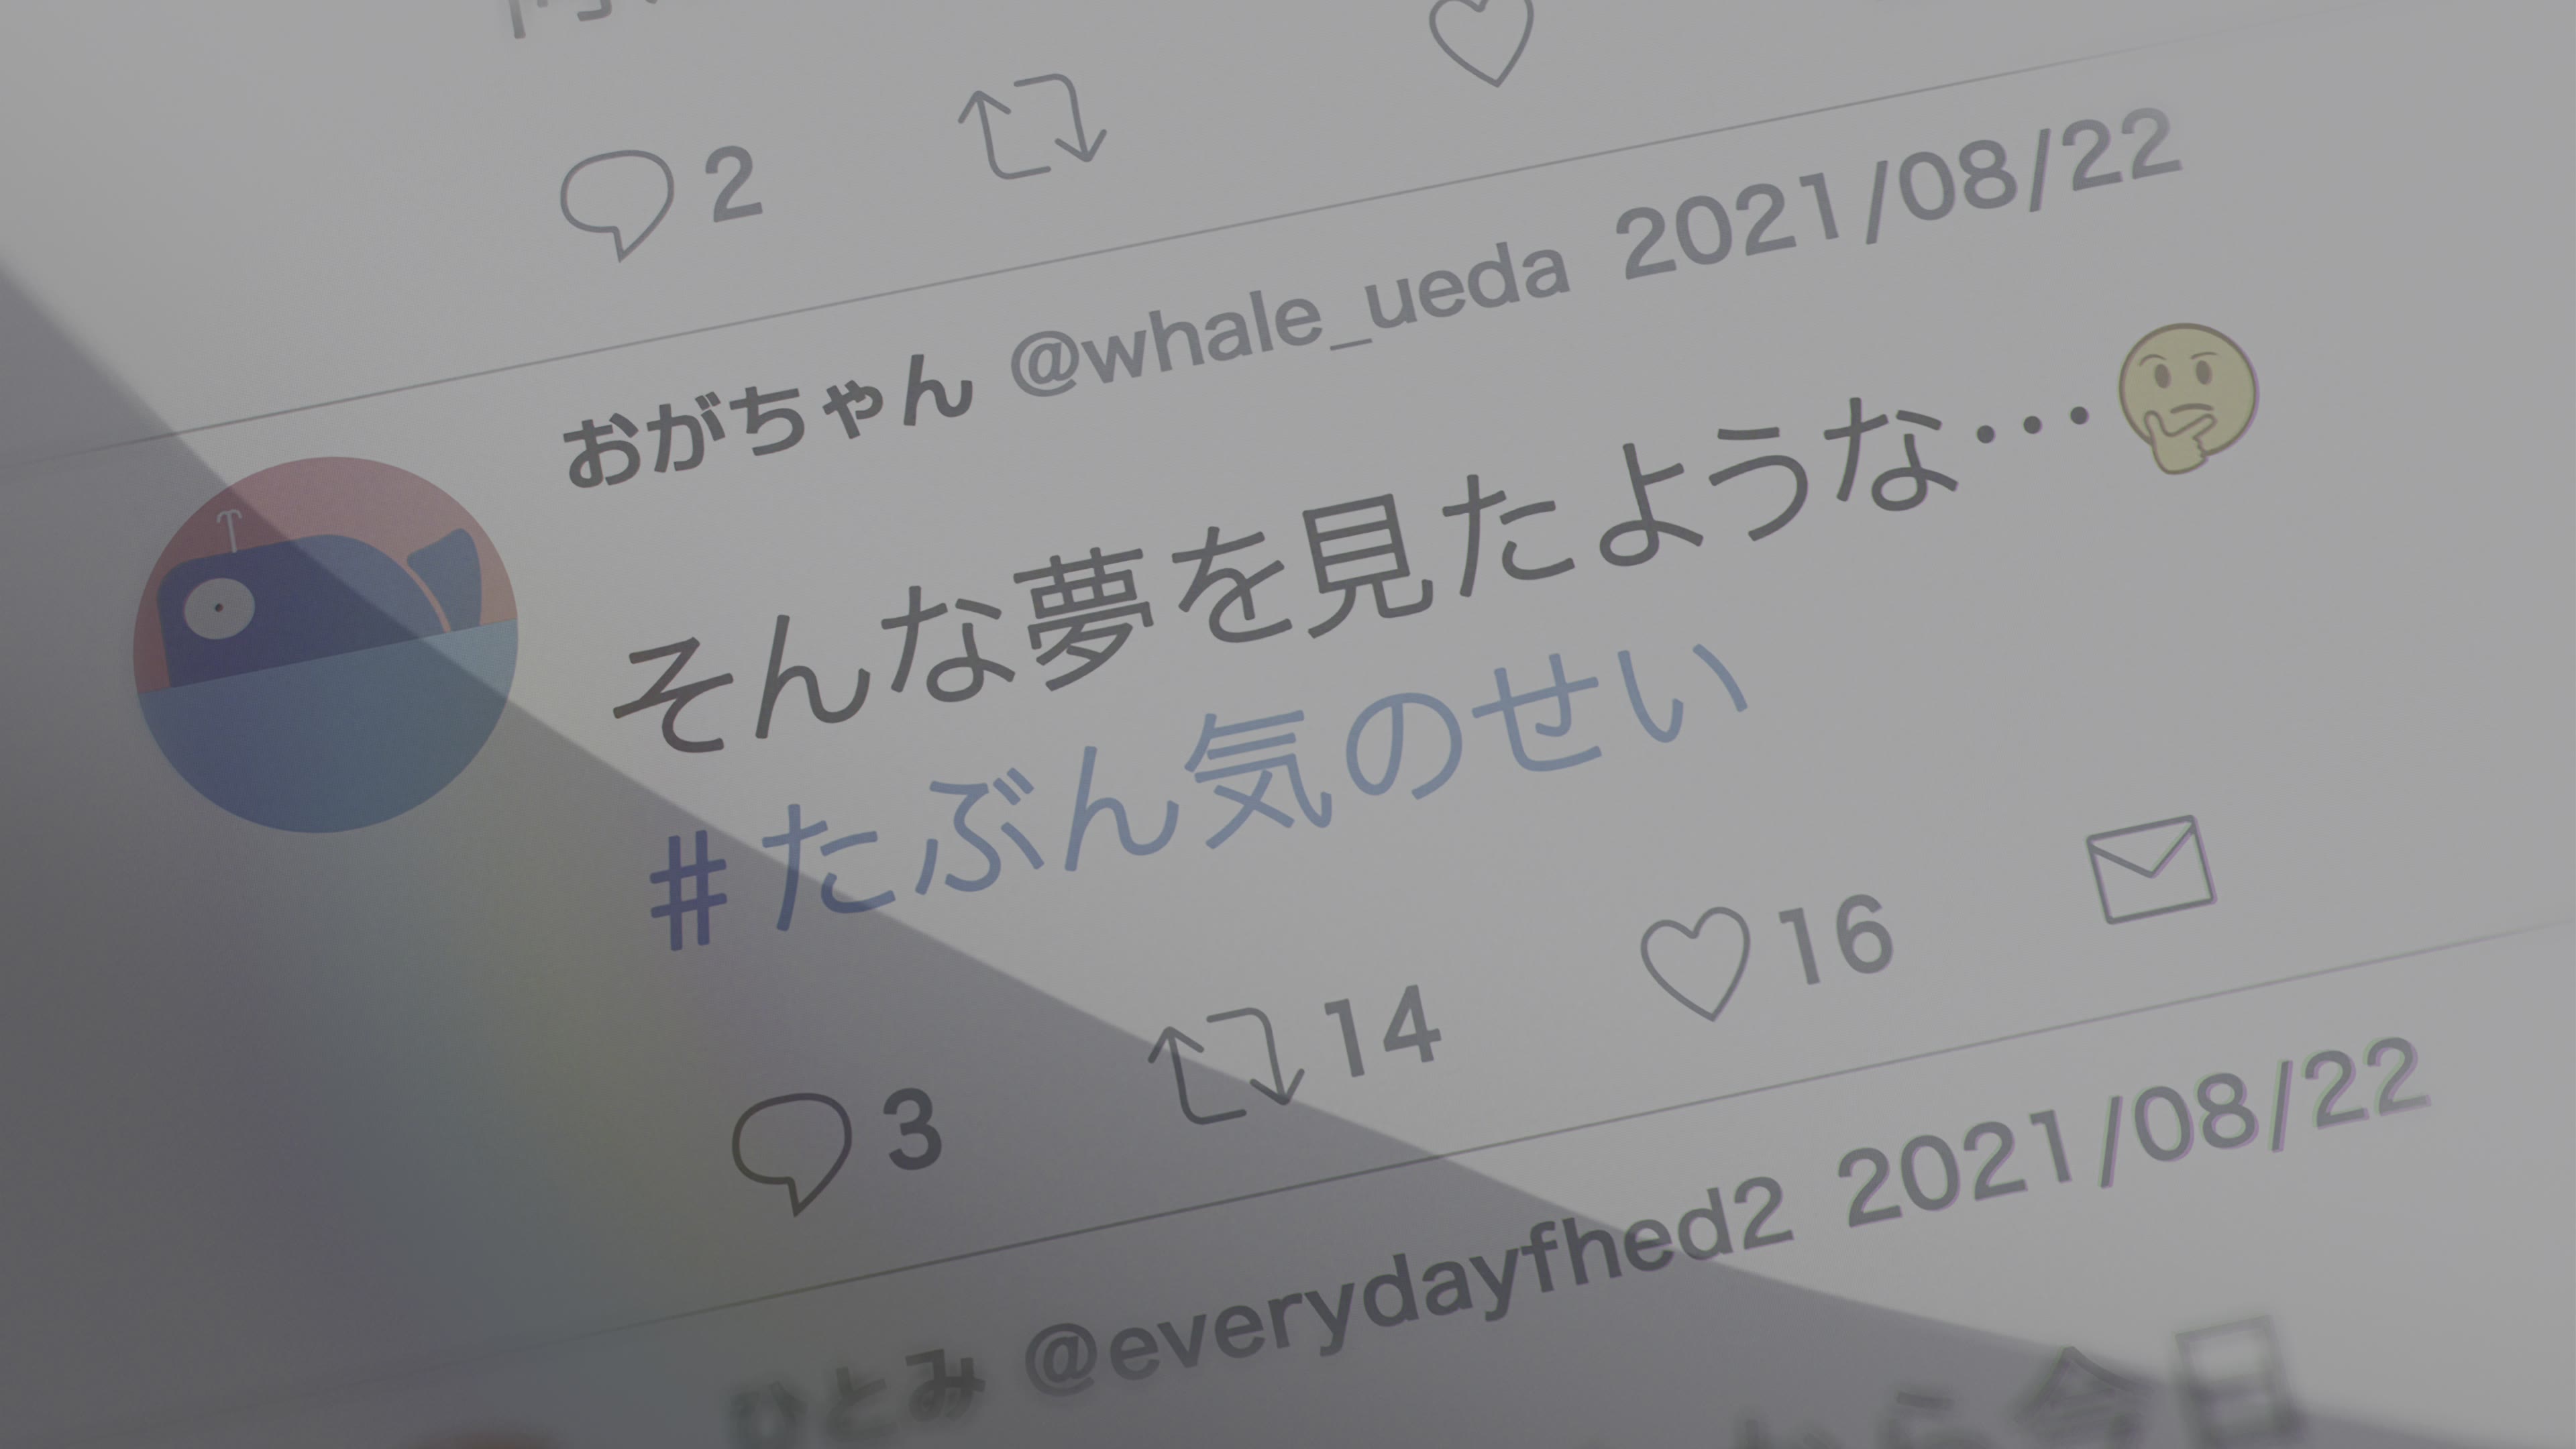 2
おがちゃん @whale_ueda 2021/08/22
そんな夢を見たような…🤔
#たぶん気のせい
3 14 16
ひとみ @everydayfhed2 2021/08/22
から今日